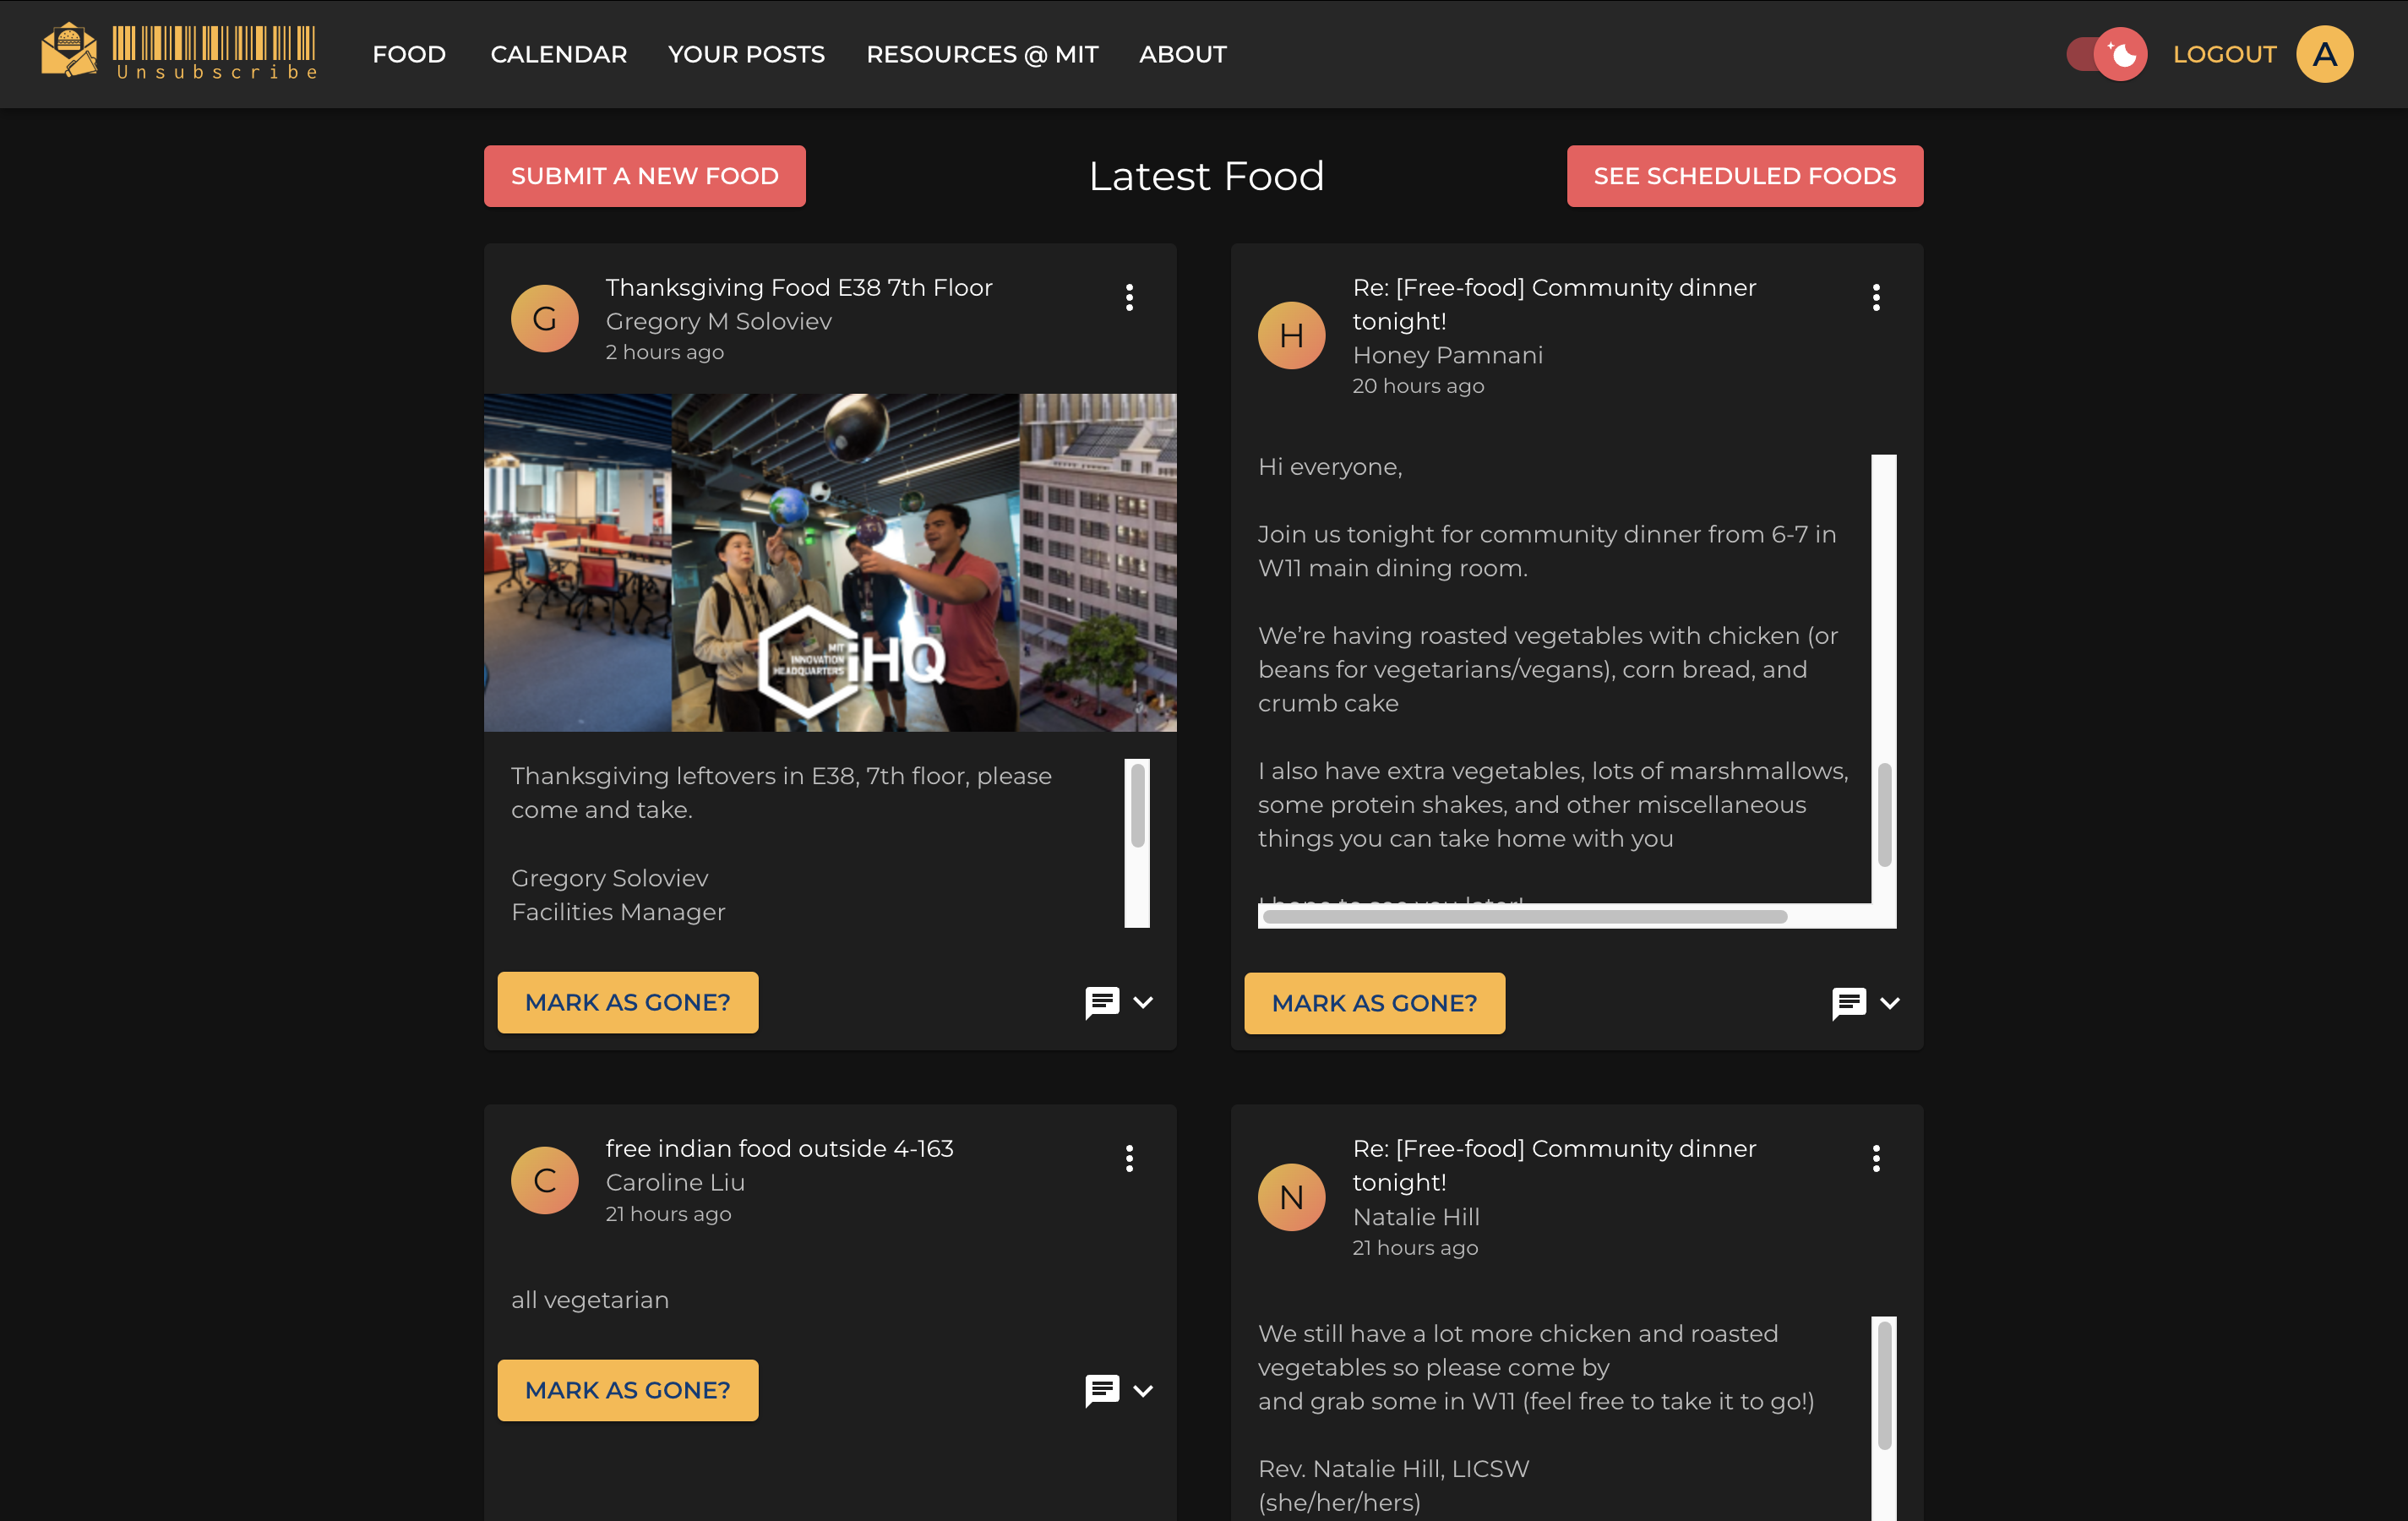 Unsubscribe
FOOD
CALENDAR
YOUR POSTS
RESOURCES @ MIT
ABOUT
LOGOUT
A
SUBMIT A NEW FOOD
Latest Food
SEE SCHEDULED FOODS
G
Thanksgiving Food E38 7th Floor
Gregory M Soloviev
2 hours ago
MIT
INNOVATION
HEADQUARTERS
iHQ
Thanksgiving leftovers in E38, 7th floor, please
come and take.
Gregory Soloviev
Facilities Manager
MARK AS GONE?
H
Re: [Free-food] Community dinner
tonight!
Honey Pamnani
20 hours ago
Hi everyone,
Join us tonight for community dinner from 6-7 in
W11 main dining room.
We’re having roasted vegetables with chicken (or
beans for vegetarians/vegans), corn bread, and
crumb cake
I also have extra vegetables, lots of marshmallows,
some protein shakes, and other miscellaneous
things you can take home with you
I hope to see you later!
MARK AS GONE?
C
free indian food outside 4-163
Caroline Liu
21 hours ago
all vegetarian
MARK AS GONE?
N
Re: [Free-food] Community dinner
tonight!
Natalie Hill
21 hours ago
We still have a lot more chicken and roasted
vegetables so please come by
and grab some in W11 (feel free to take it to go!)
Rev. Natalie Hill, LICSW
(she/her/hers)